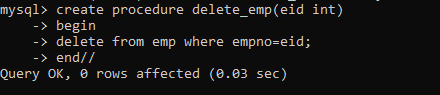 mysql> create procedure delete_emp(eid int)
-> begin
-> delete from emp where empno=eid;
-> end//
Query OK, 0 rows affected (0.03 sec)